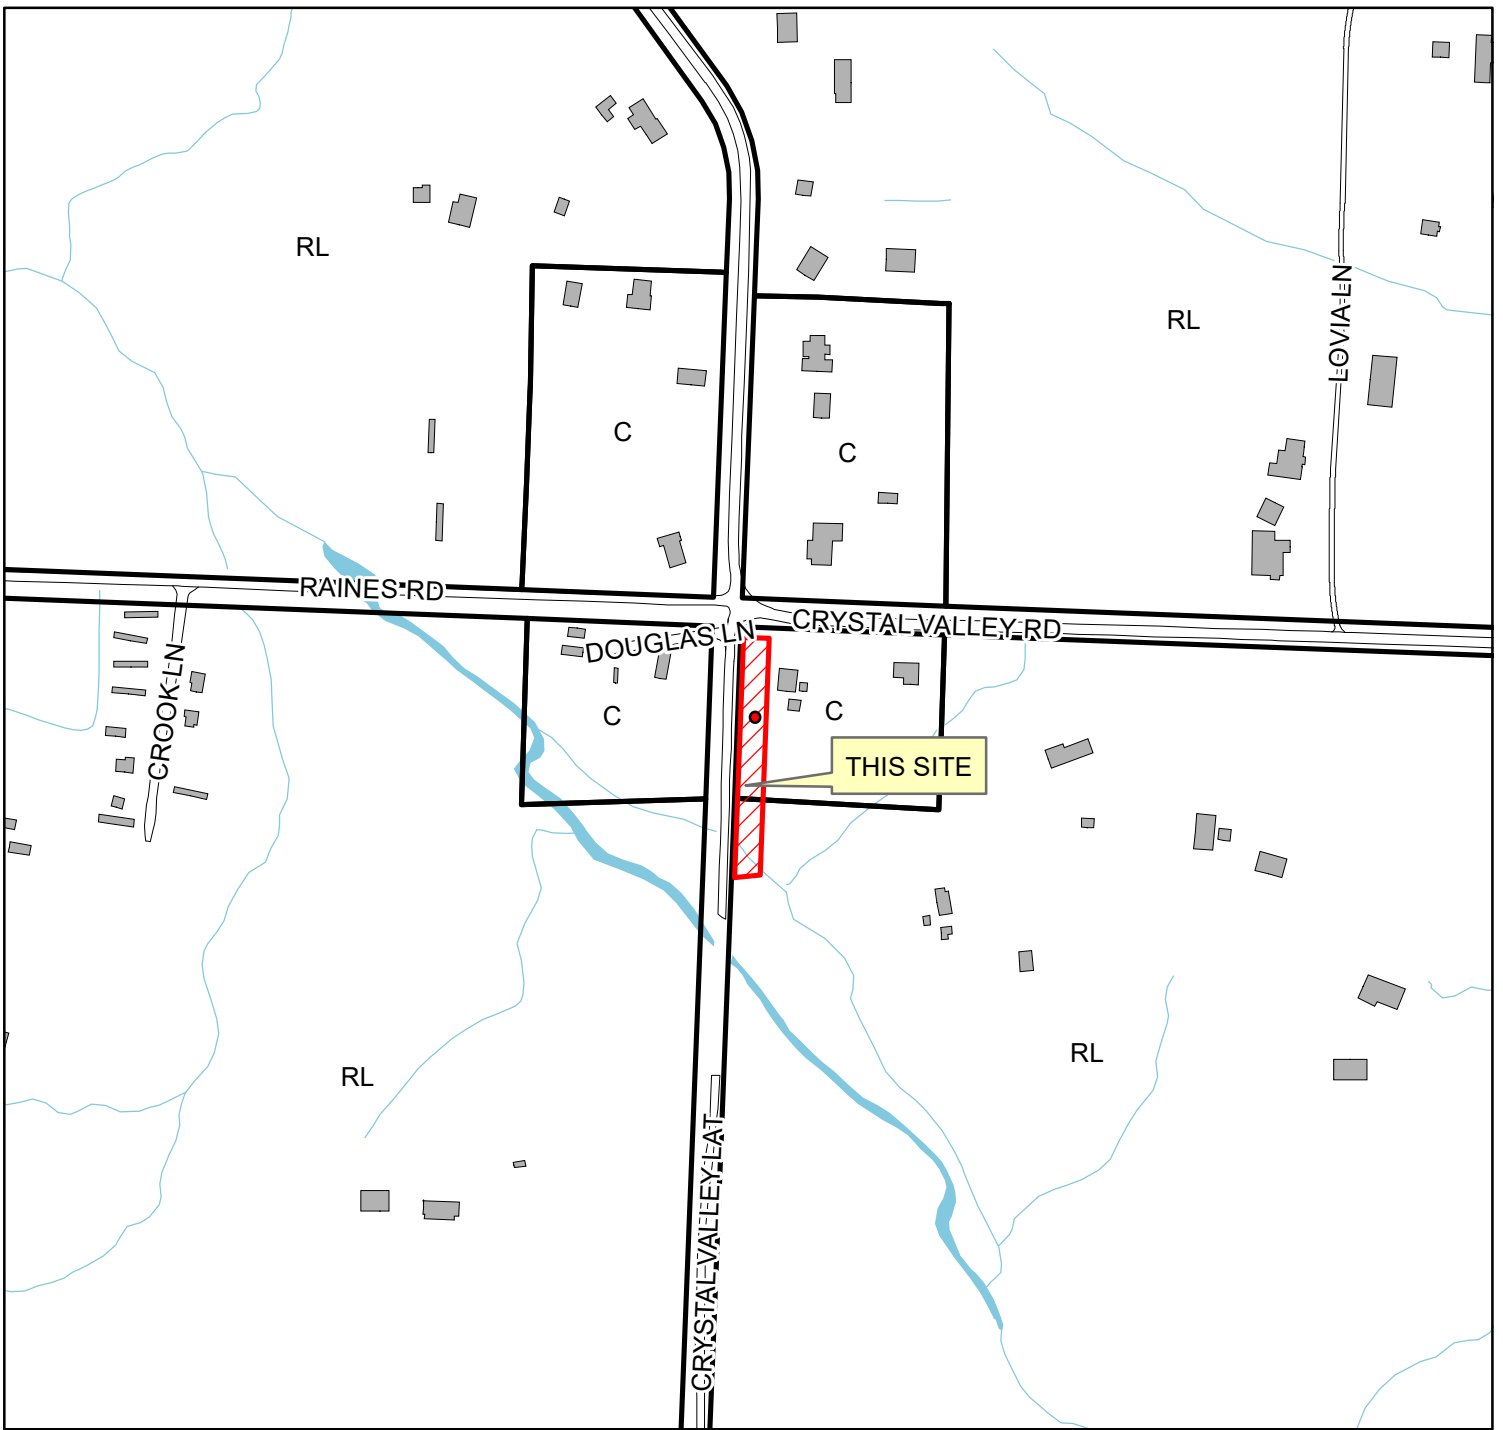 RL
RL
LOVIA LN
C
C
RAINES RD
CRYSTAL VALLEY RD
DOUGLAS LN
CROOK LN
C
C
THIS SITE
RL
RL
CRYSTAL VALLEY LAT